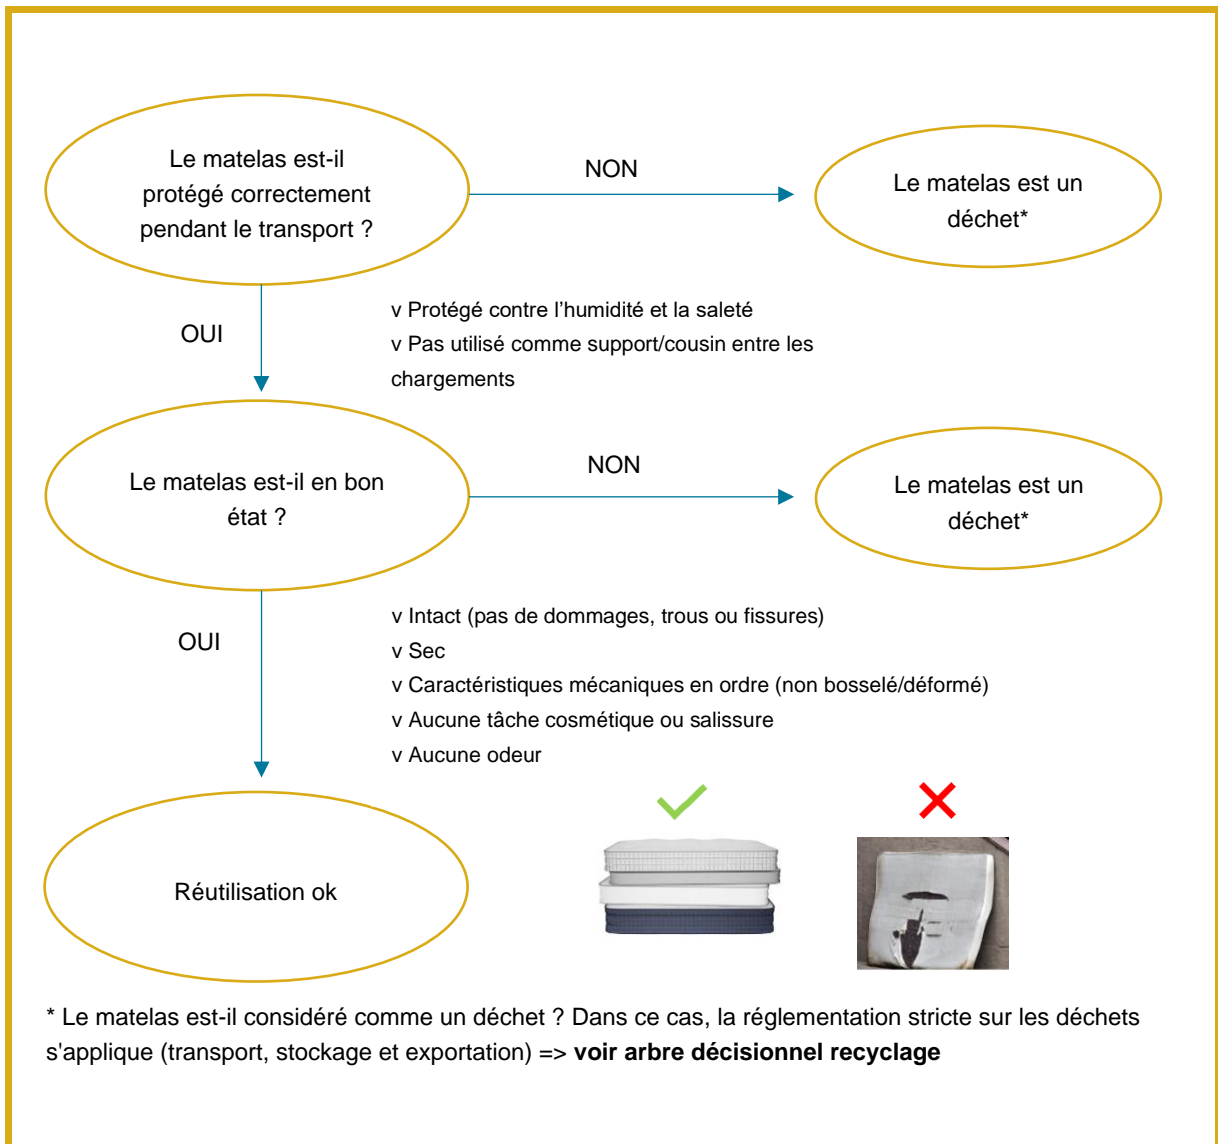 Le matelas est-il
protégé correctement
pendant le transport ?
NON
Le matelas est un
déchet*
OUI
v Protégé contre l'humidité et la saleté
v Pas utilisé comme support/cousin entre les
chargements
Le matelas est-il en bon
état ?
NON
Le matelas est un
déchet*
OUI
v Intact (pas de dommages, trous ou fissures)
v Sec
v Caractéristiques mécaniques en ordre (non bosselé/déformé)
v Aucune tâche cosmétique ou salissure
v Aucune odeur
Réutilisation ok
* Le matelas est-il considéré comme un déchet ? Dans ce cas, la réglementation stricte sur les déchets
s'applique (transport, stockage et exportation) => voir arbre décisionnel recyclage